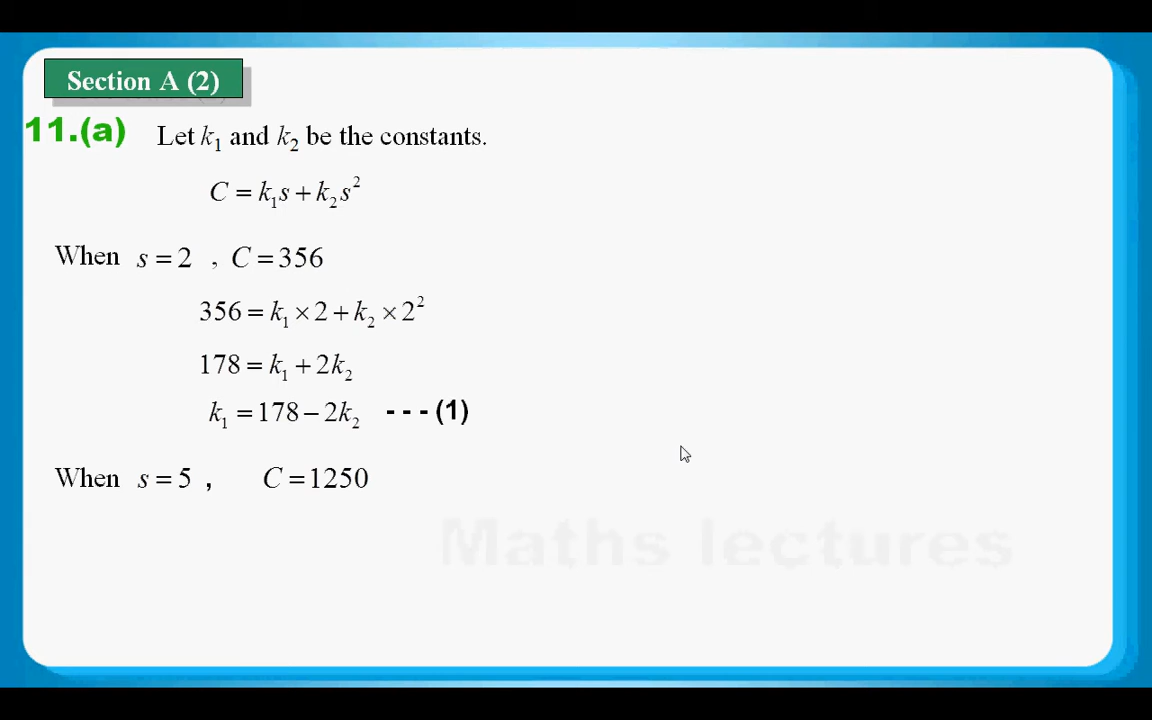 Section A (2)
11.(a) Let k₁ and k₂ be the constants.
C = k₁s + k₂s²
When s = 2 , C = 356
356 = k₁ × 2 + k₂ × 2²
178 = k₁ + 2k₂
k₁ = 178 − 2k₂ - - - (1)
When s = 5 , C = 1250
Maths lectures